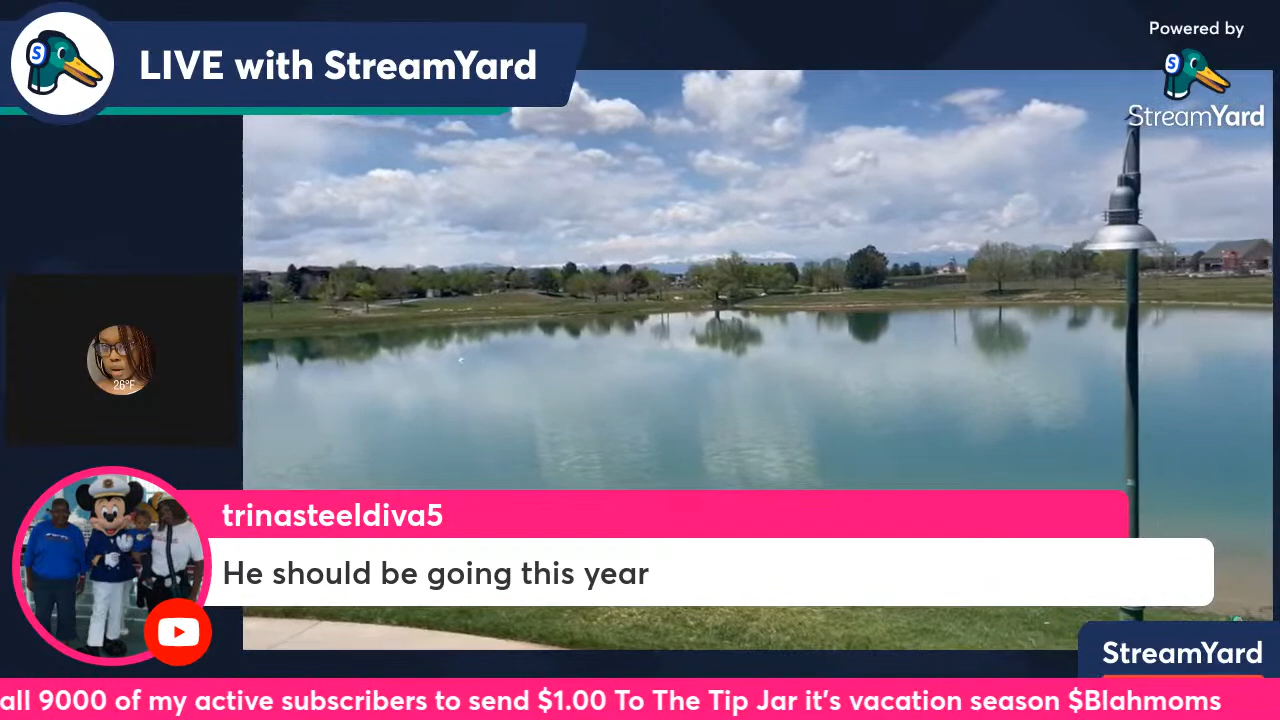 LIVE with StreamYard
Powered by
StreamYard
26°F
trinasteeldiva5
He should be going this year
StreamYard
all 9000 of my active subscribers to send $1.00 To The Tip Jar it's vacation season $Blahmoms